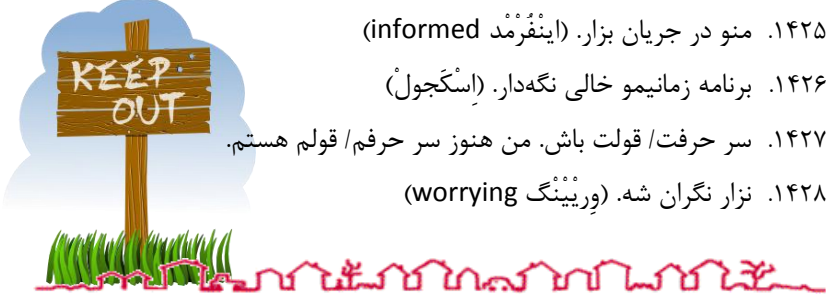 ۱۴۲۵. منو در جریان بزار. (اینْفُرْمْد informed)
۱۴۲۶. برنامه زمانیمو خالی نگه‌دار. (اِسْکَجولْ)
۱۴۲۷. سر حرفت/ قولت باش. من هنوز سر حرفم/ قولم هستم.
۱۴۲۸. نزار نگران شه. (وِریْیْنْگ worrying)
KEEP
OUT